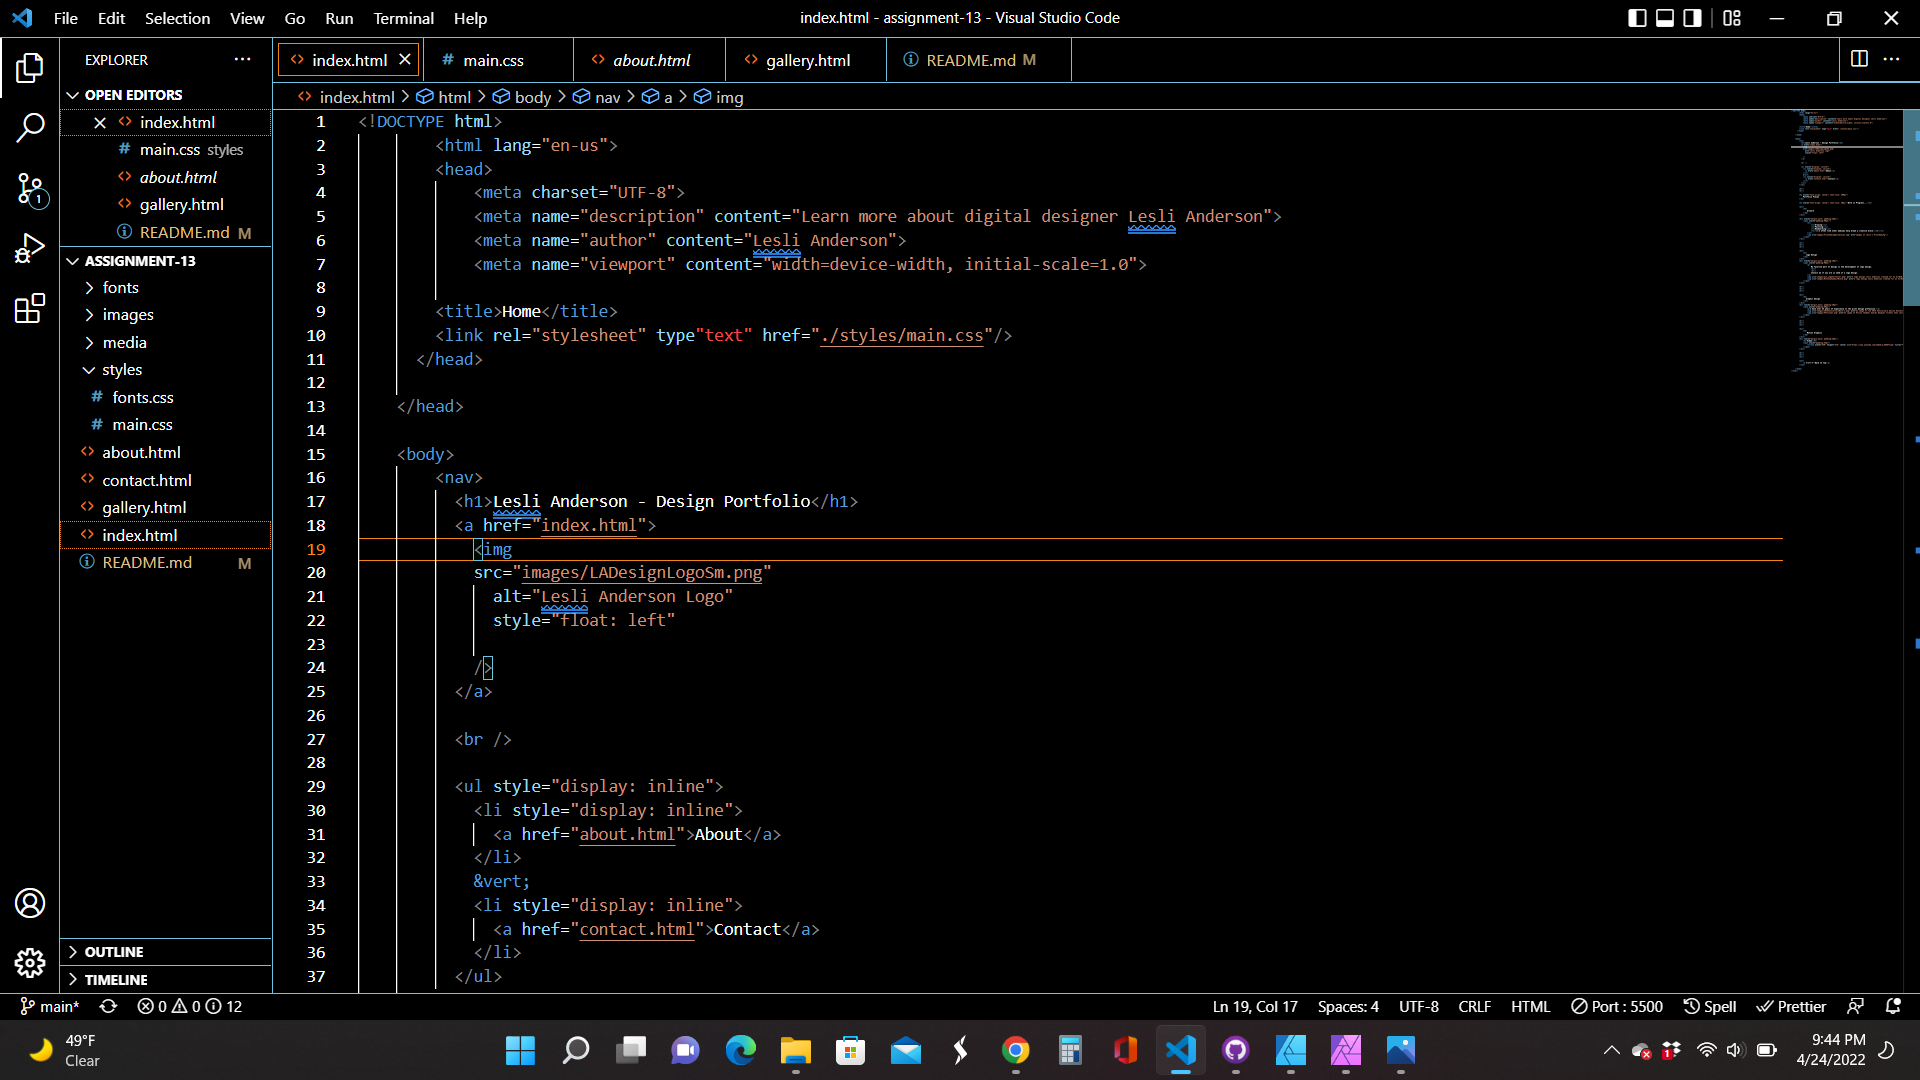 File Edit Selection View Go Run Terminal Help
index.html - assignment-13 - Visual Studio Code
EXPLORER
OPEN EDITORS
index.html
main.css styles
about.html
gallery.html
README.md M
ASSIGNMENT-13
fonts
images
media
styles
fonts.css
main.css
about.html
contact.html
gallery.html
index.html
README.md M
OUTLINE
TIMELINE
index.html main.css about.html gallery.html README.md M
index.html > html > body > nav > a > img
1 <!DOCTYPE html>
2 <html lang="en-us">
3 <head>
4 <meta charset="UTF-8">
5 <meta name="description" content="Learn more about digital designer Lesli Anderson">
6 <meta name="author" content="Lesli Anderson">
7 <meta name="viewport" content="width=device-width, initial-scale=1.0">
8
9 <title>Home</title>
10 <link rel="stylesheet" type"text" href="./styles/main.css"/>
11 </head>
12
13 </head>
14
15 <body>
16 <nav>
17 <h1>Lesli Anderson - Design Portfolio</h1>
18 <a href="index.html">
19 <img
20 src="images/LADesignLogoSm.png"
21 alt="Lesli Anderson Logo"
22 style="float: left"
23
24 />
25 </a>
26
27 <br />
28
29 <ul style="display: inline">
30 <li style="display: inline">
31 <a href="about.html">About</a>
32 </li>
33 &vert;
34 <li style="display: inline">
35 <a href="contact.html">Contact</a>
36 </li>
37 </ul>
main* 0 0 12
Ln 19, Col 17 Spaces: 4 UTF-8 CRLF HTML Port : 5500 Spell Prettier
49°F
Clear
9:44 PM
4/24/2022